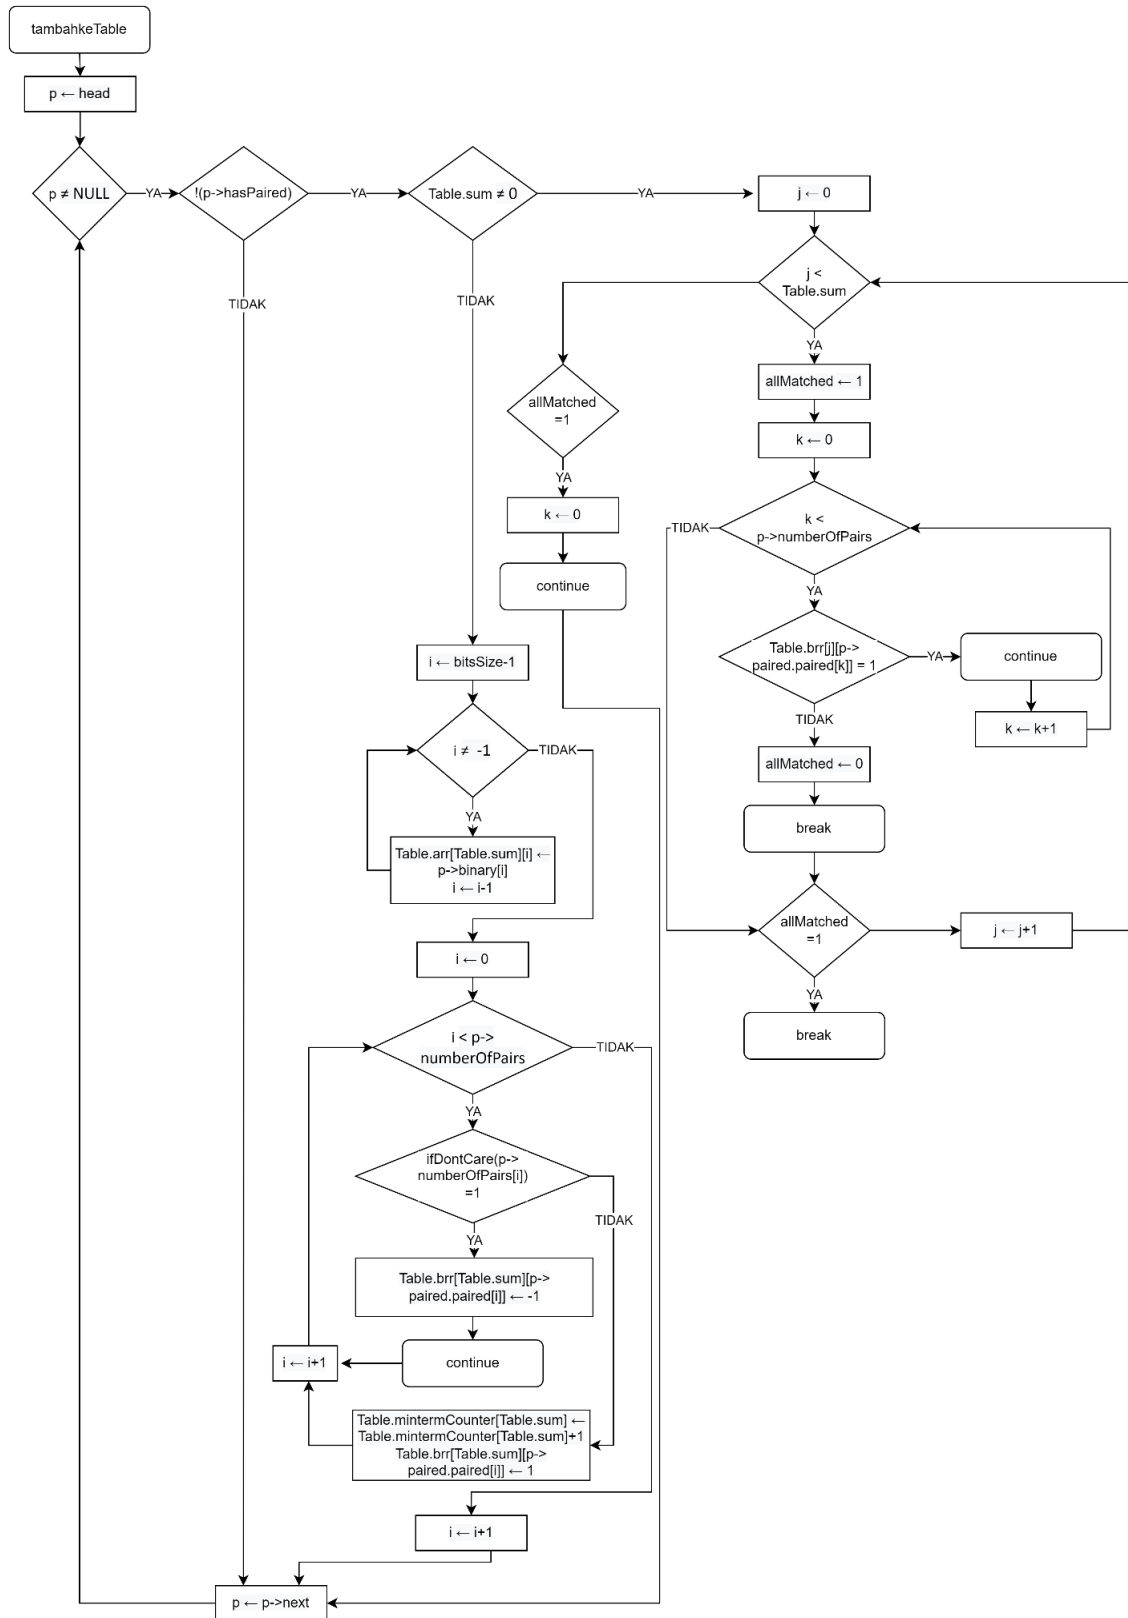 tambahkeTable
p ← head
p ≠ NULL
YA
!(p->hasPaired)
YA
Table.sum ≠ 0
YA
j ← 0
TIDAK
TIDAK
j <
Table.sum
YA
allMatched
=1
allMatched ← 1
k ← 0
YA
k ← 0
continue
TIDAK
k <
p->numberOfPairs
YA
Table.brr[j][p->
paired.paired[k]] = 1
YA
continue
TIDAK
k ← k+1
allMatched ← 0
break
allMatched
=1
j ← j+1
YA
break
i ← bitsSize-1
i ≠ -1
TIDAK
YA
Table.arr[Table.sum][i] ←
p->binary[i]
i ← i-1
i ← 0
i < p->
numberOfPairs
TIDAK
YA
ifDontCare(p->
numberOfPairs[i])
=1
TIDAK
YA
Table.brr[Table.sum][p->
paired.paired[i]] ← -1
i ← i+1
continue
Table.mintermCounter[Table.sum] ←
Table.mintermCounter[Table.sum]+1
Table.brr[Table.sum][p->
paired.paired[i]] ← 1
i ← i+1
p ← p->next